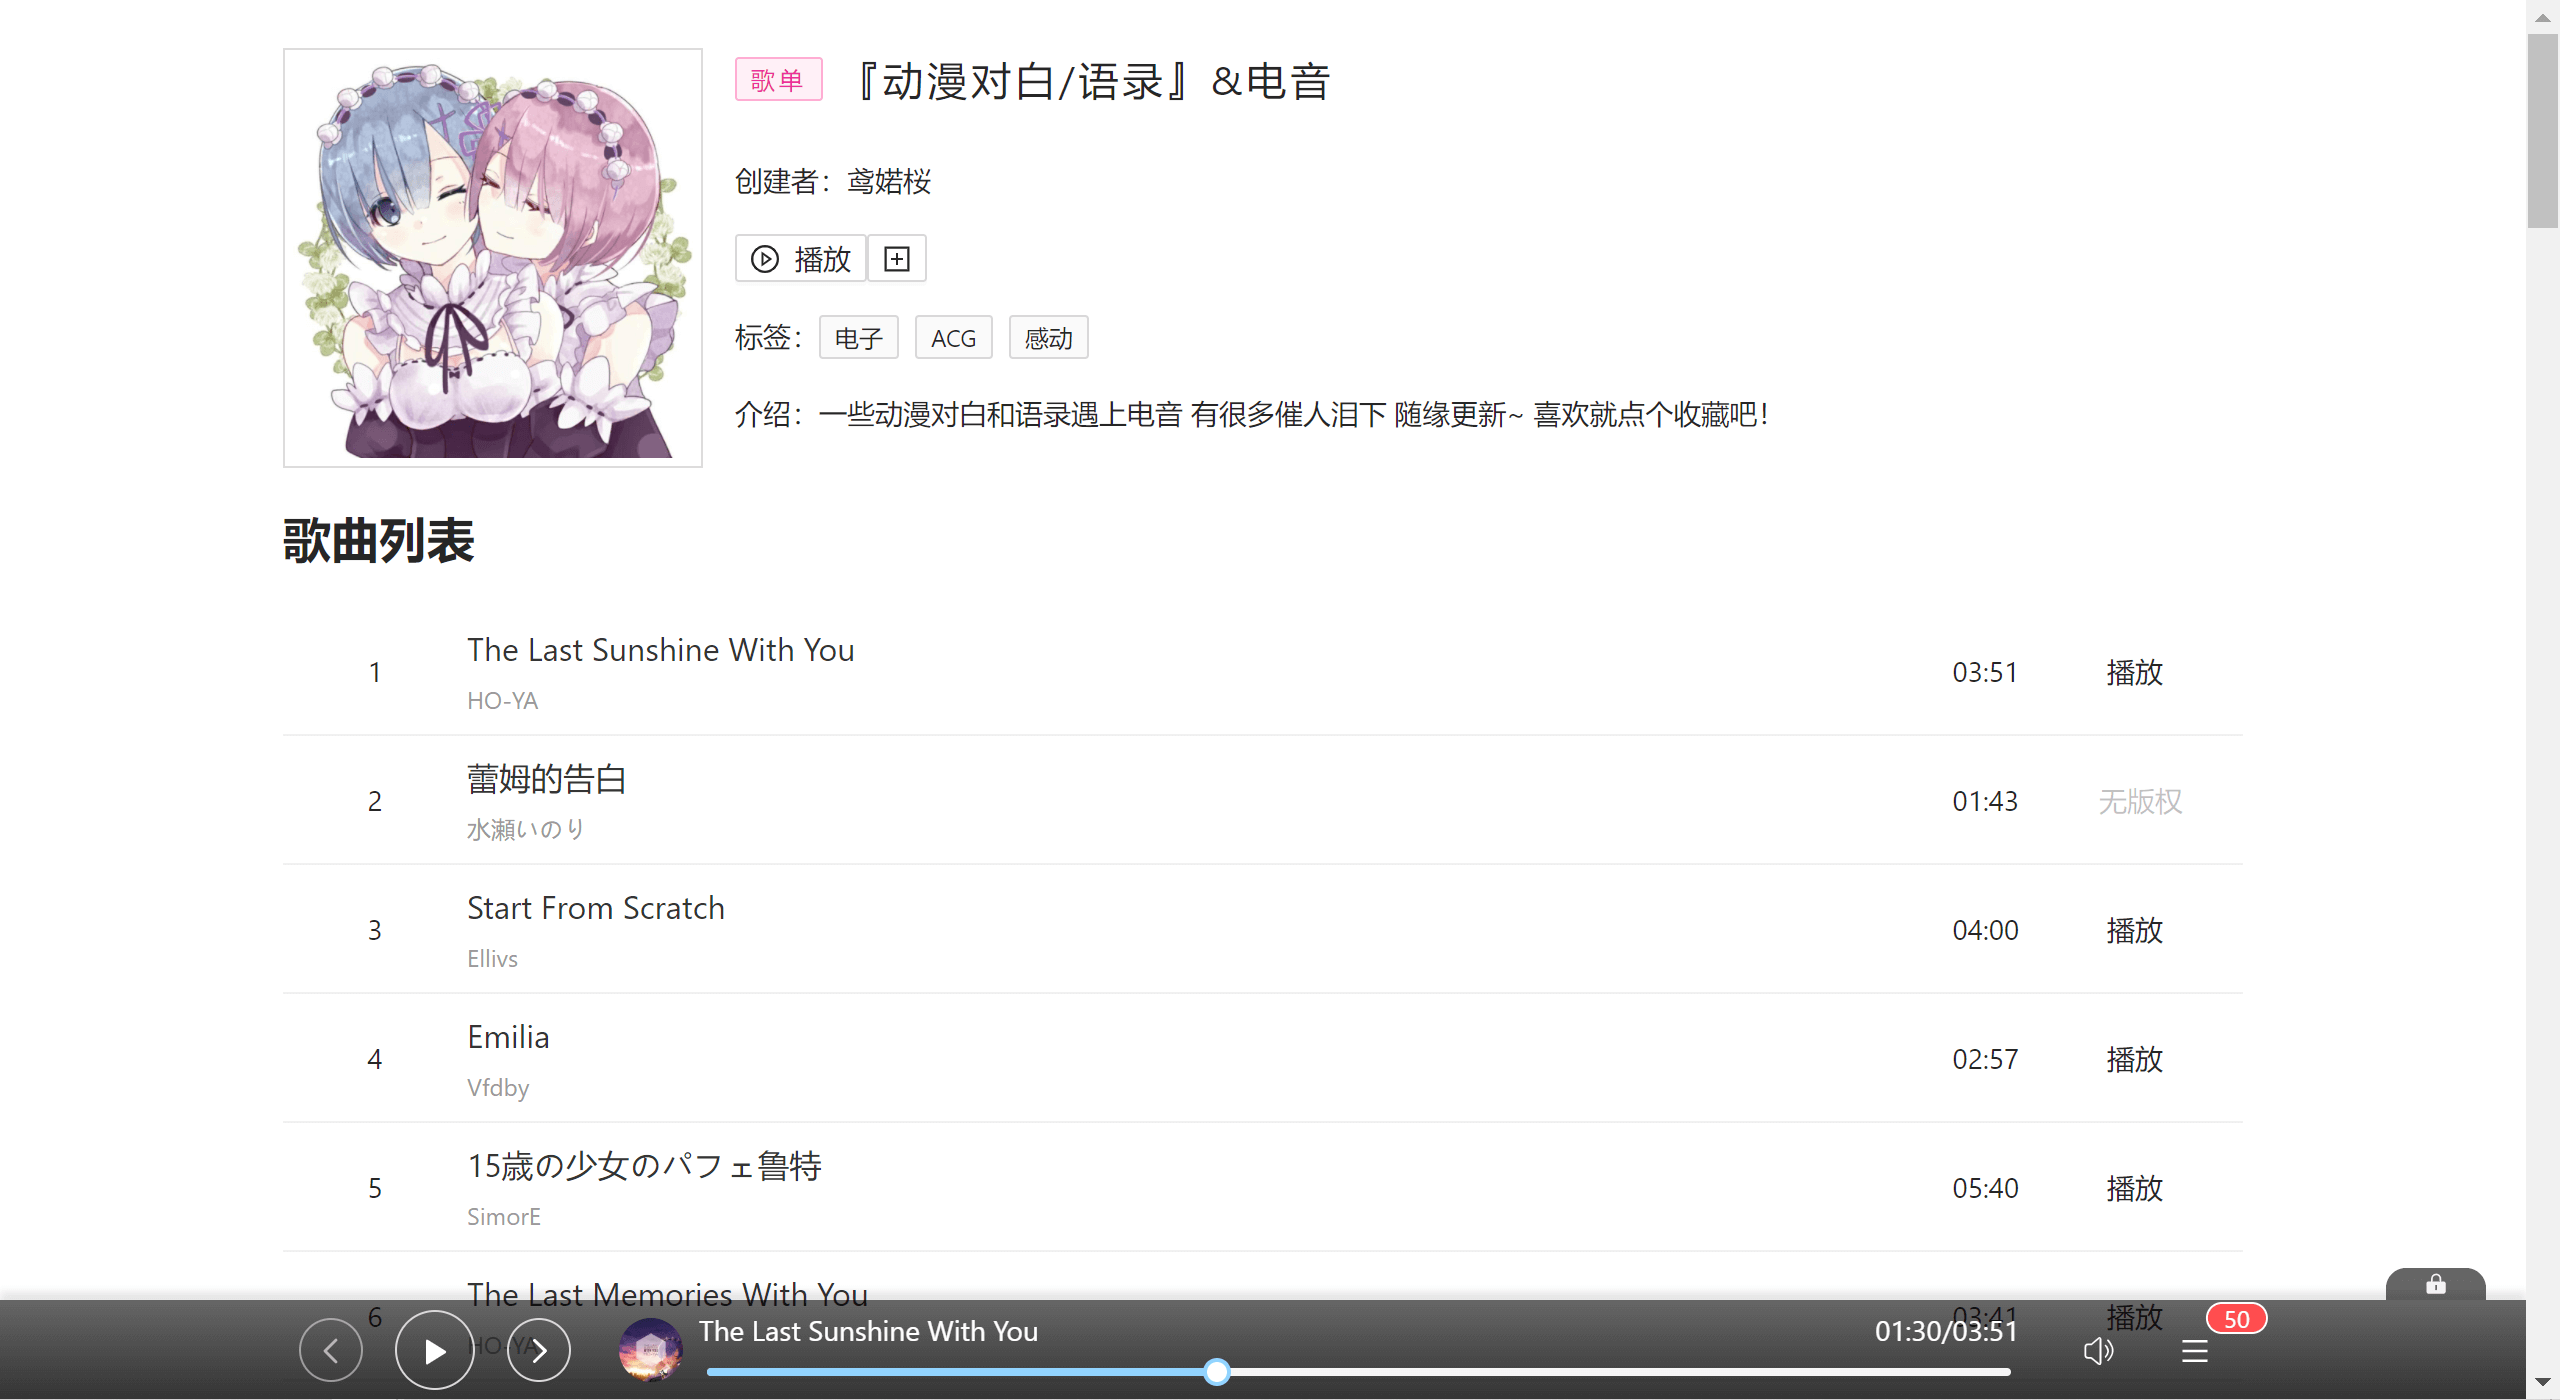 歌单 『动漫对白/语录』&电音
创建者：鸢婼桜
播放
标签： 电子 ACG 感动
介绍：一些动漫对白和语录遇上电音 有很多催人泪下 随缘更新~ 喜欢就点个收藏吧！
歌曲列表
1 The Last Sunshine With You 03:51 播放
HO-YA
2 蕾姆的告白 01:43 无版权
水瀬いのり
3 Start From Scratch 04:00 播放
Ellivs
4 Emilia 02:57 播放
Vfdby
5 15歳の少女のパフェ鲁特 05:40 播放
SimorE
6 The Last Memories With You 03:41 播放
HO-YA
The Last Sunshine With You 01:30/03:51 50